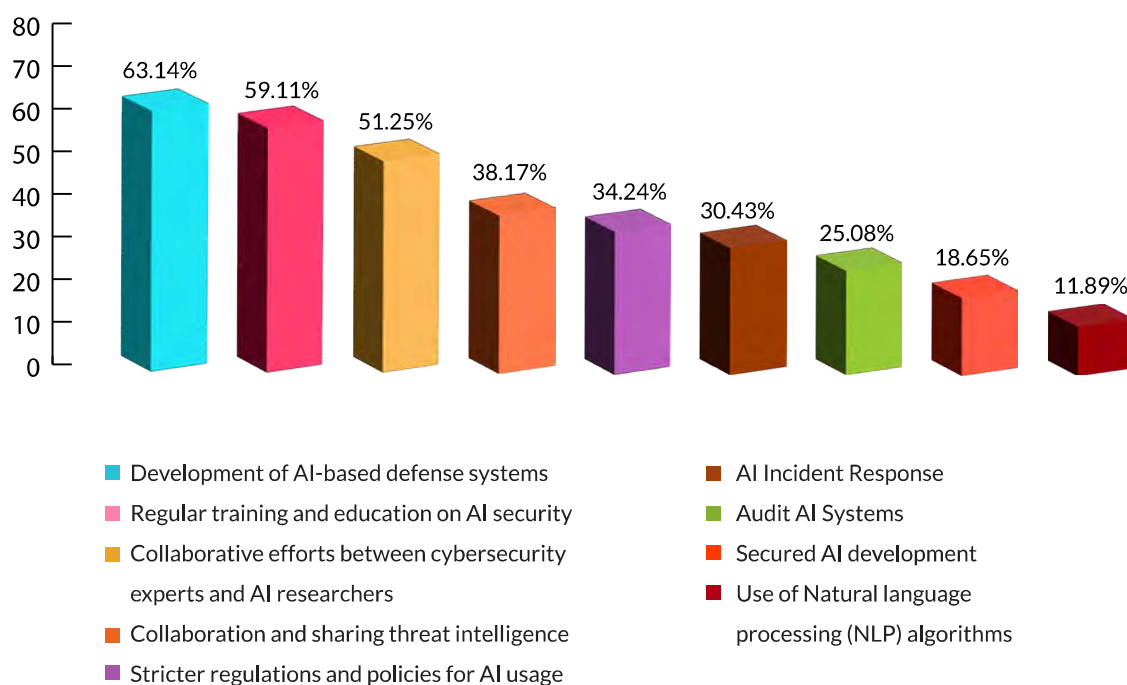 80
70
60
50
40
30
20
10
0
63.14%
59.11%
51.25%
38.17%
34.24%
30.43%
25.08%
18.65%
11.89%
Development of AI-based defense systems
Regular training and education on AI security
Collaborative efforts between cybersecurity
experts and AI researchers
Collaboration and sharing threat intelligence
Stricter regulations and policies for AI usage
AI Incident Response
Audit AI Systems
Secured AI development
Use of Natural language
processing (NLP) algorithms